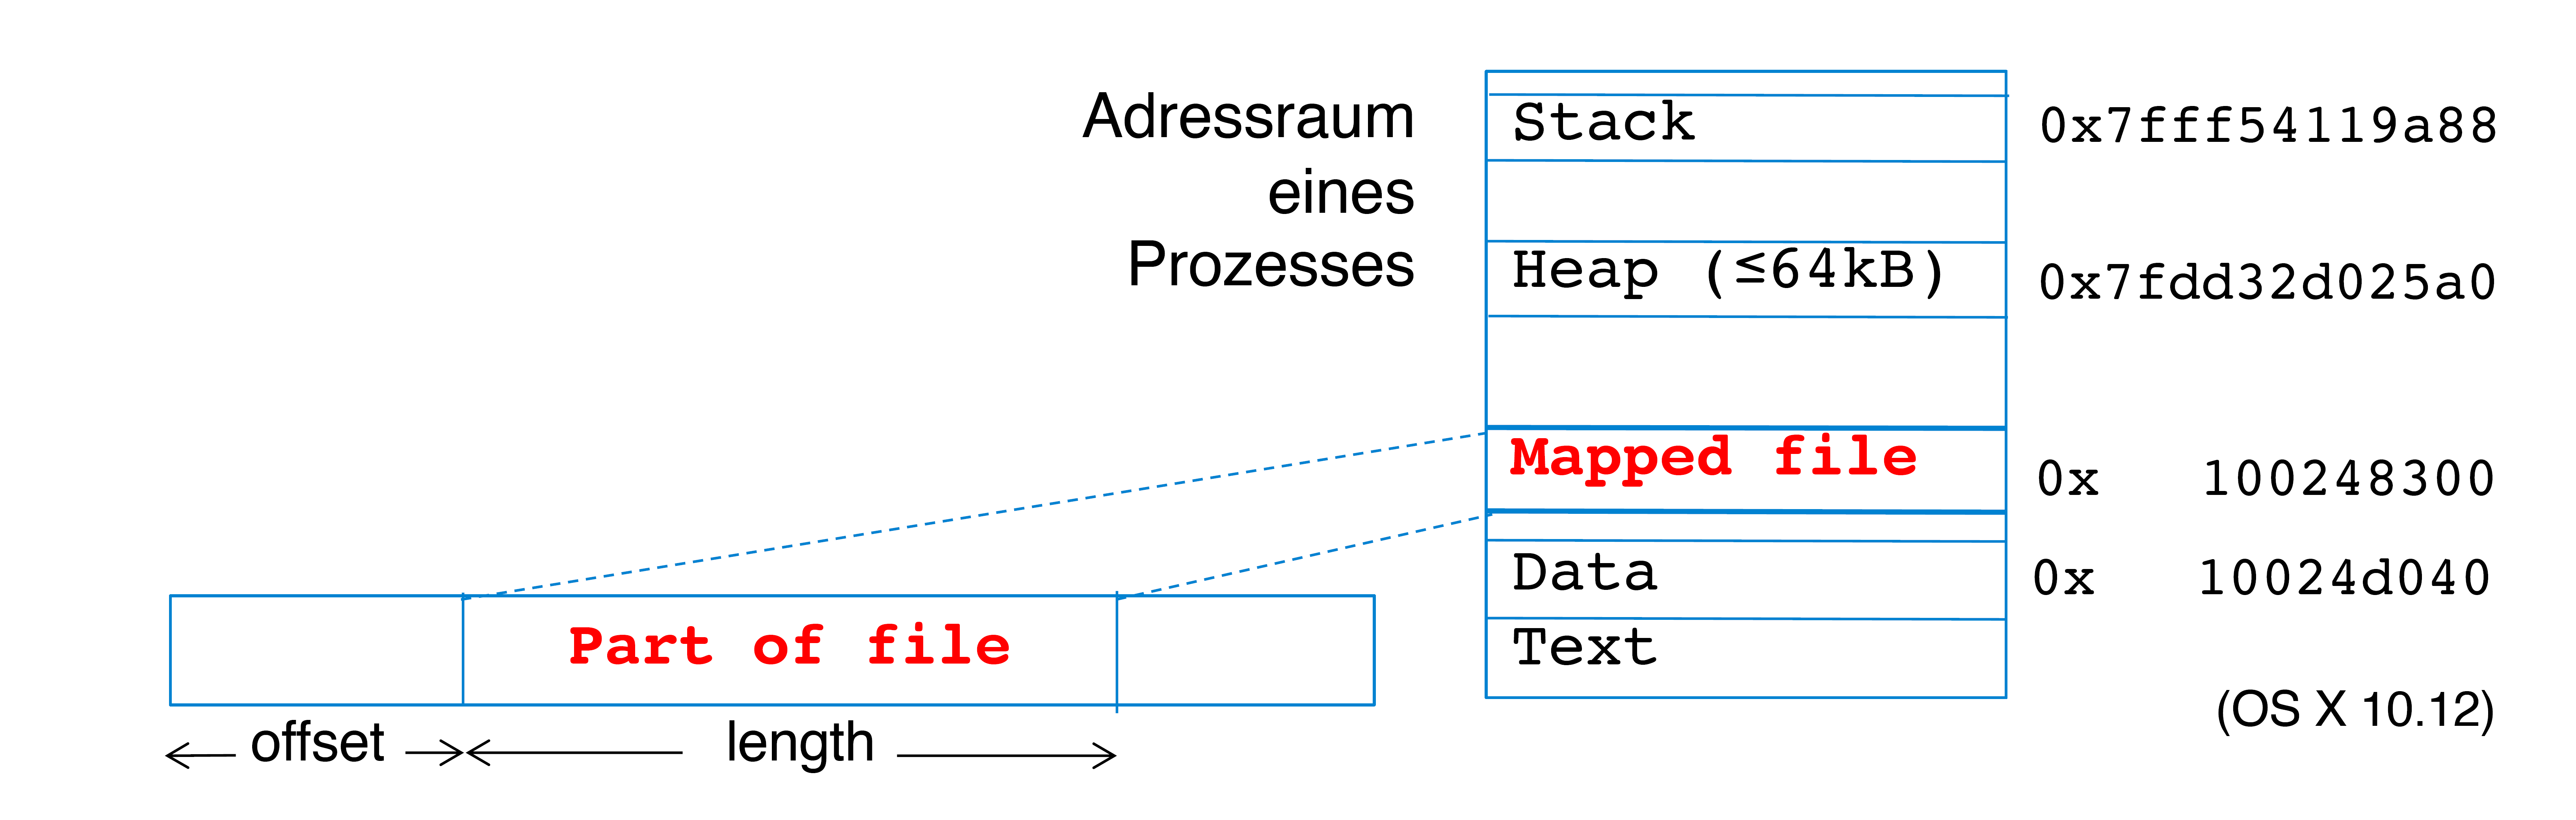 Adressraum
eines
Prozesses
Stack 0x7fff54119a88
Heap (≤64kB) 0x7fdd32d025a0
Mapped file 0x 100248300
Data 0x 10024d040
Text
(OS X 10.12)
Part of file
offset length